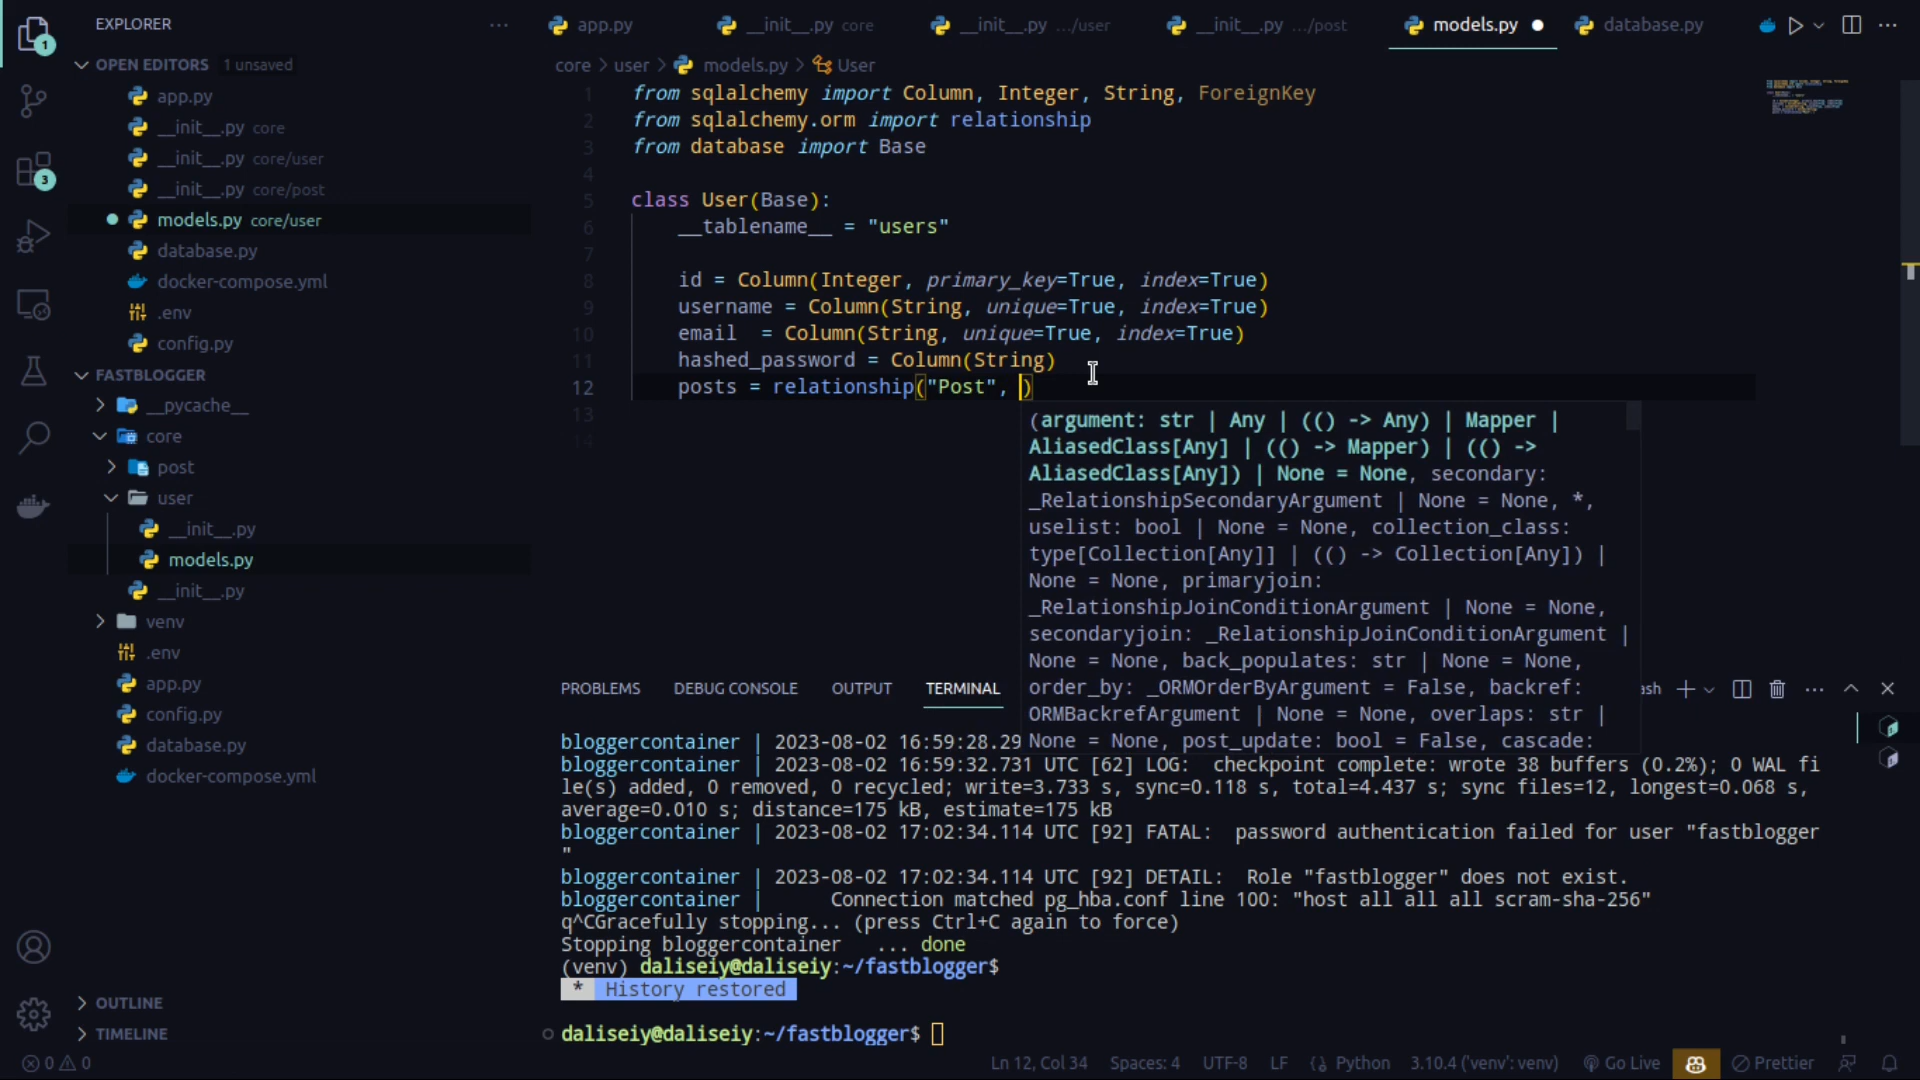 EXPLORER
OPEN EDITORS 1 unsaved
app.py
__init__.py core
__init__.py core/user
__init__.py core/post
models.py core/user
database.py
docker-compose.yml
.env
config.py
FASTBLOGGER
__pycache__
core
post
user
__init__.py
models.py
__init__.py
venv
.env
app.py
config.py
database.py
docker-compose.yml
OUTLINE
TIMELINE
1
3
app.py
__init__.py core
__init__.py .../user
__init__.py .../post
models.py
database.py
core > user > models.py > User
1 from sqlalchemy import Column, Integer, String, ForeignKey
2 from sqlalchemy.orm import relationship
3 from database import Base
4
5 class User(Base):
6 __tablename__ = "users"
7
8 id = Column(Integer, primary_key=True, index=True)
9 username = Column(String, unique=True, index=True)
10 email  = Column(String, unique=True, index=True)
11 hashed_password = Column(String)
12 posts = relationship("Post", )
13
14
(argument: str | Any | (() -> Any) | Mapper |
AliasedClass[Any] | (() -> Mapper) | (() ->
AliasedClass[Any]) | None = None, secondary:
_RelationshipSecondaryArgument | None = None, *,
uselist: bool | None = None, collection_class:
type[Collection[Any]] | (() -> Collection[Any]) |
None = None, primaryjoin:
_RelationshipJoinConditionArgument | None = None,
secondaryjoin: _RelationshipJoinConditionArgument |
None = None, back_populates: str | None = None,
order_by: _ORMOrderByArgument = False, backref:
ORMBackrefArgument | None = None, overlaps: str |
None = None, post_update: bool = False, cascade:
PROBLEMS DEBUG CONSOLE OUTPUT TERMINAL
ash
bloggercontainer | 2023-08-02 16:59:28.29
bloggercontainer | 2023-08-02 16:59:32.731 UTC [62] LOG:  checkpoint complete: wrote 38 buffers (0.2%); 0 WAL fi
le(s) added, 0 removed, 0 recycled; write=3.733 s, sync=0.118 s, total=4.437 s; sync files=12, longest=0.068 s,
average=0.010 s; distance=175 kB, estimate=175 kB
bloggercontainer | 2023-08-02 17:02:34.114 UTC [92] FATAL:  password authentication failed for user "fastblogger
"
bloggercontainer | 2023-08-02 17:02:34.114 UTC [92] DETAIL:  Role "fastblogger" does not exist.
bloggercontainer |      Connection matched pg_hba.conf line 100: "host all all all scram-sha-256"
q^CGracefully stopping... (press Ctrl+C again to force)
Stopping bloggercontainer   ... done
(venv) daliseiy@daliseiy:~/fastblogger$
* History restored
daliseiy@daliseiy:~/fastblogger$
0 0
Ln 12, Col 34 Spaces: 4 UTF-8 LF Python 3.10.4 ('venv': venv) Go Live Prettier